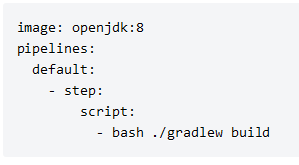 image: openjdk:8
pipelines:
  default:
    - step:
        script:
          - bash ./gradlew build